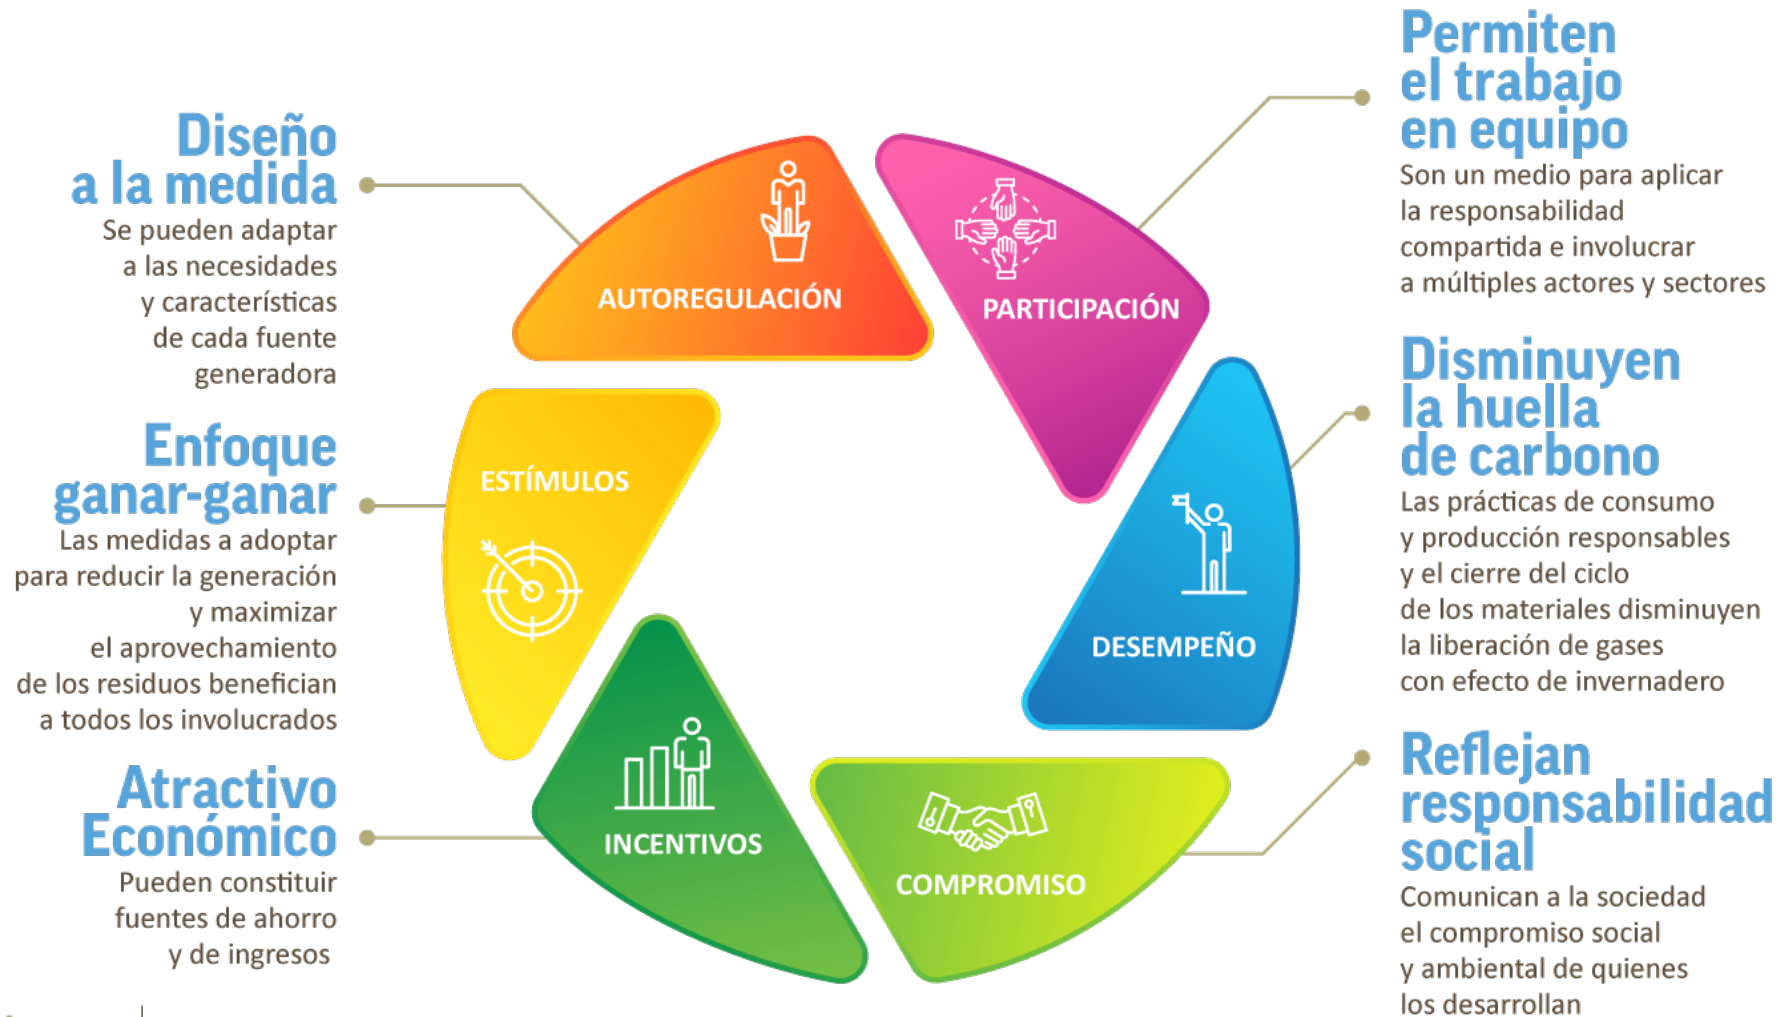 Diseño
a la medida
Se pueden adaptar
a las necesidades
y características
de cada fuente
generadora
Enfoque
ganar-ganar
Las medidas a adoptar
para reducir la generación
y maximizar
el aprovechamiento
de los residuos benefician
a todos los involucrados
Atractivo
Económico
Pueden constituir
fuentes de ahorro
y de ingresos
AUTOREGULACIÓN
PARTICIPACIÓN
ESTÍMULOS
DESEMPEÑO
INCENTIVOS
COMPROMISO
Permiten
el trabajo
en equipo
Son un medio para aplicar
la responsabilidad
compartida e involucrar
a múltiples actores y sectores
Disminuyen
la huella
de carbono
Las prácticas de consumo
y producción responsables
y el cierre del ciclo
de los materiales disminuyen
la liberación de gases
con efecto de invernadero
Reflejan
responsabilidad
social
Comunican a la sociedad
el compromiso social
y ambiental de quienes
los desarrollan